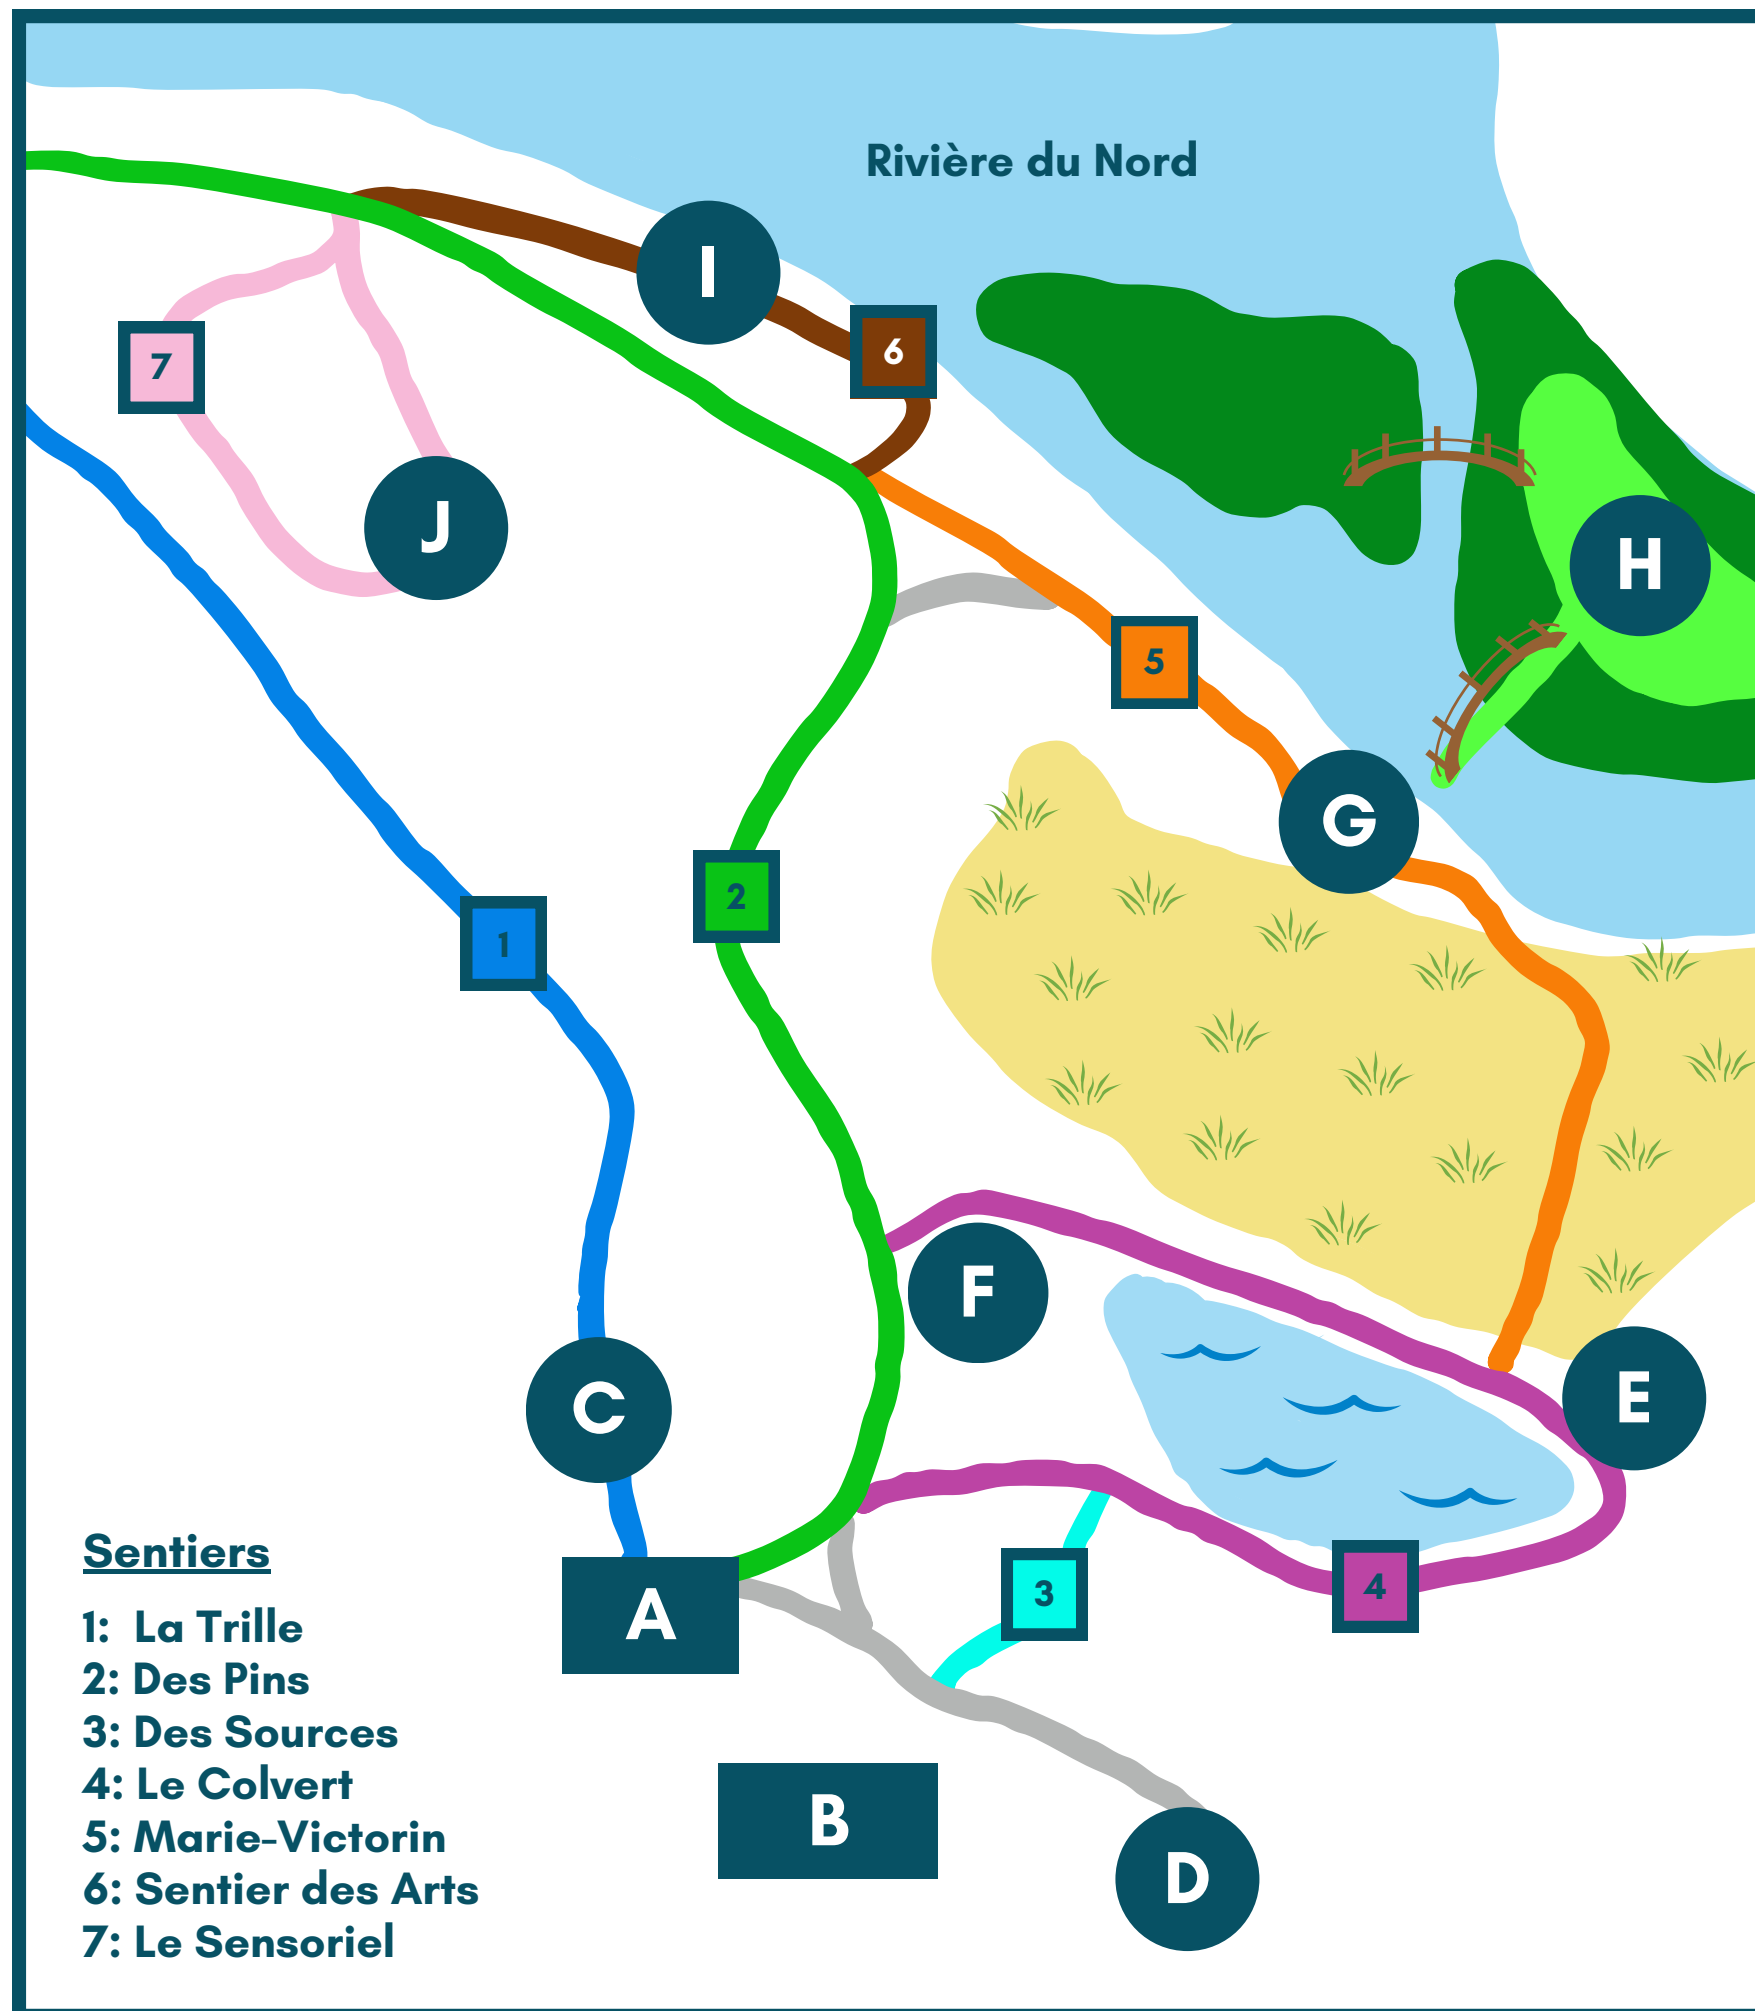 Rivière du Nord
I
6
7
J
H
5
G
2
1
F
E
C
4
3
A
B
D
Sentiers
1: La Trille
2: Des Pins
3: Des Sources
4: Le Colvert
5: Marie-Victorin
6: Sentier des Arts
7: Le Sensoriel